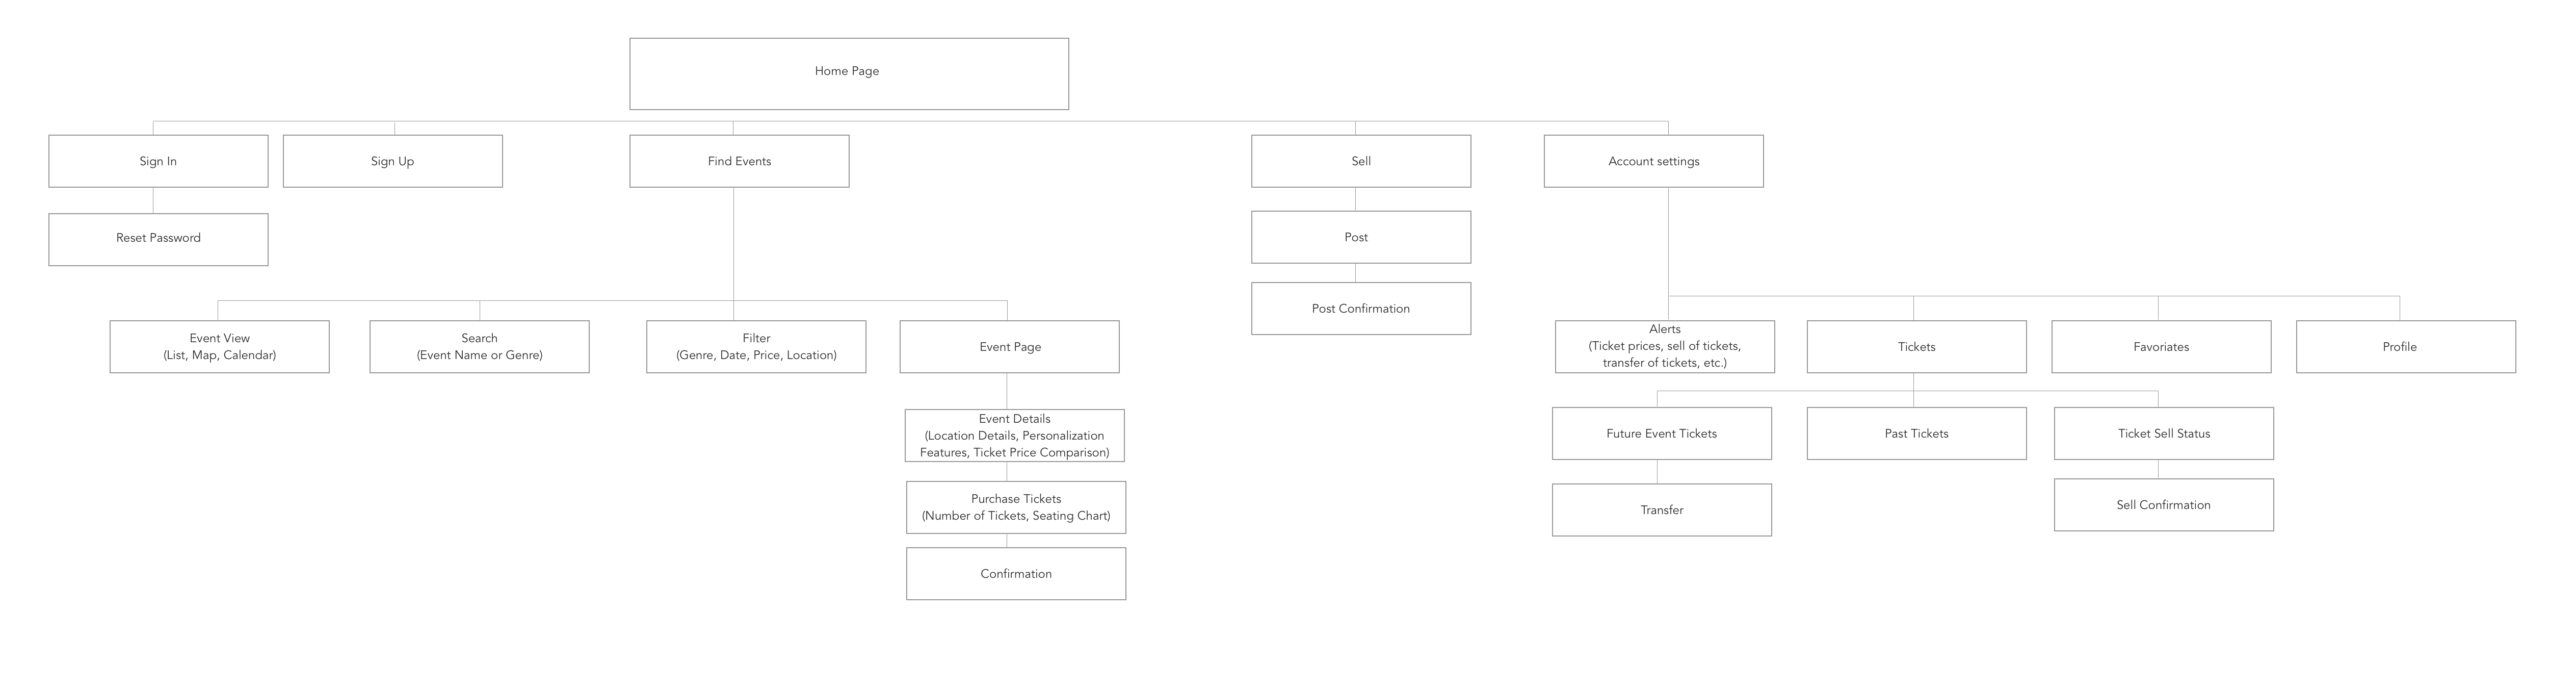 Home Page
Sign In
Sign Up
Find Events
Sell
Account settings
Reset Password
Post
Post Confirmation
Event View
(List, Map, Calendar)
Search
(Event Name or Genre)
Filter
(Genre, Date, Price, Location)
Event Page
Alerts
(Ticket prices, sell of tickets,
transfer of tickets, etc.)
Tickets
Favoriates
Profile
Event Details
(Location Details, Personalization
Features, Ticket Price Comparison)
Future Event Tickets
Past Tickets
Ticket Sell Status
Purchase Tickets
(Number of Tickets, Seating Chart)
Transfer
Sell Confirmation
Confirmation